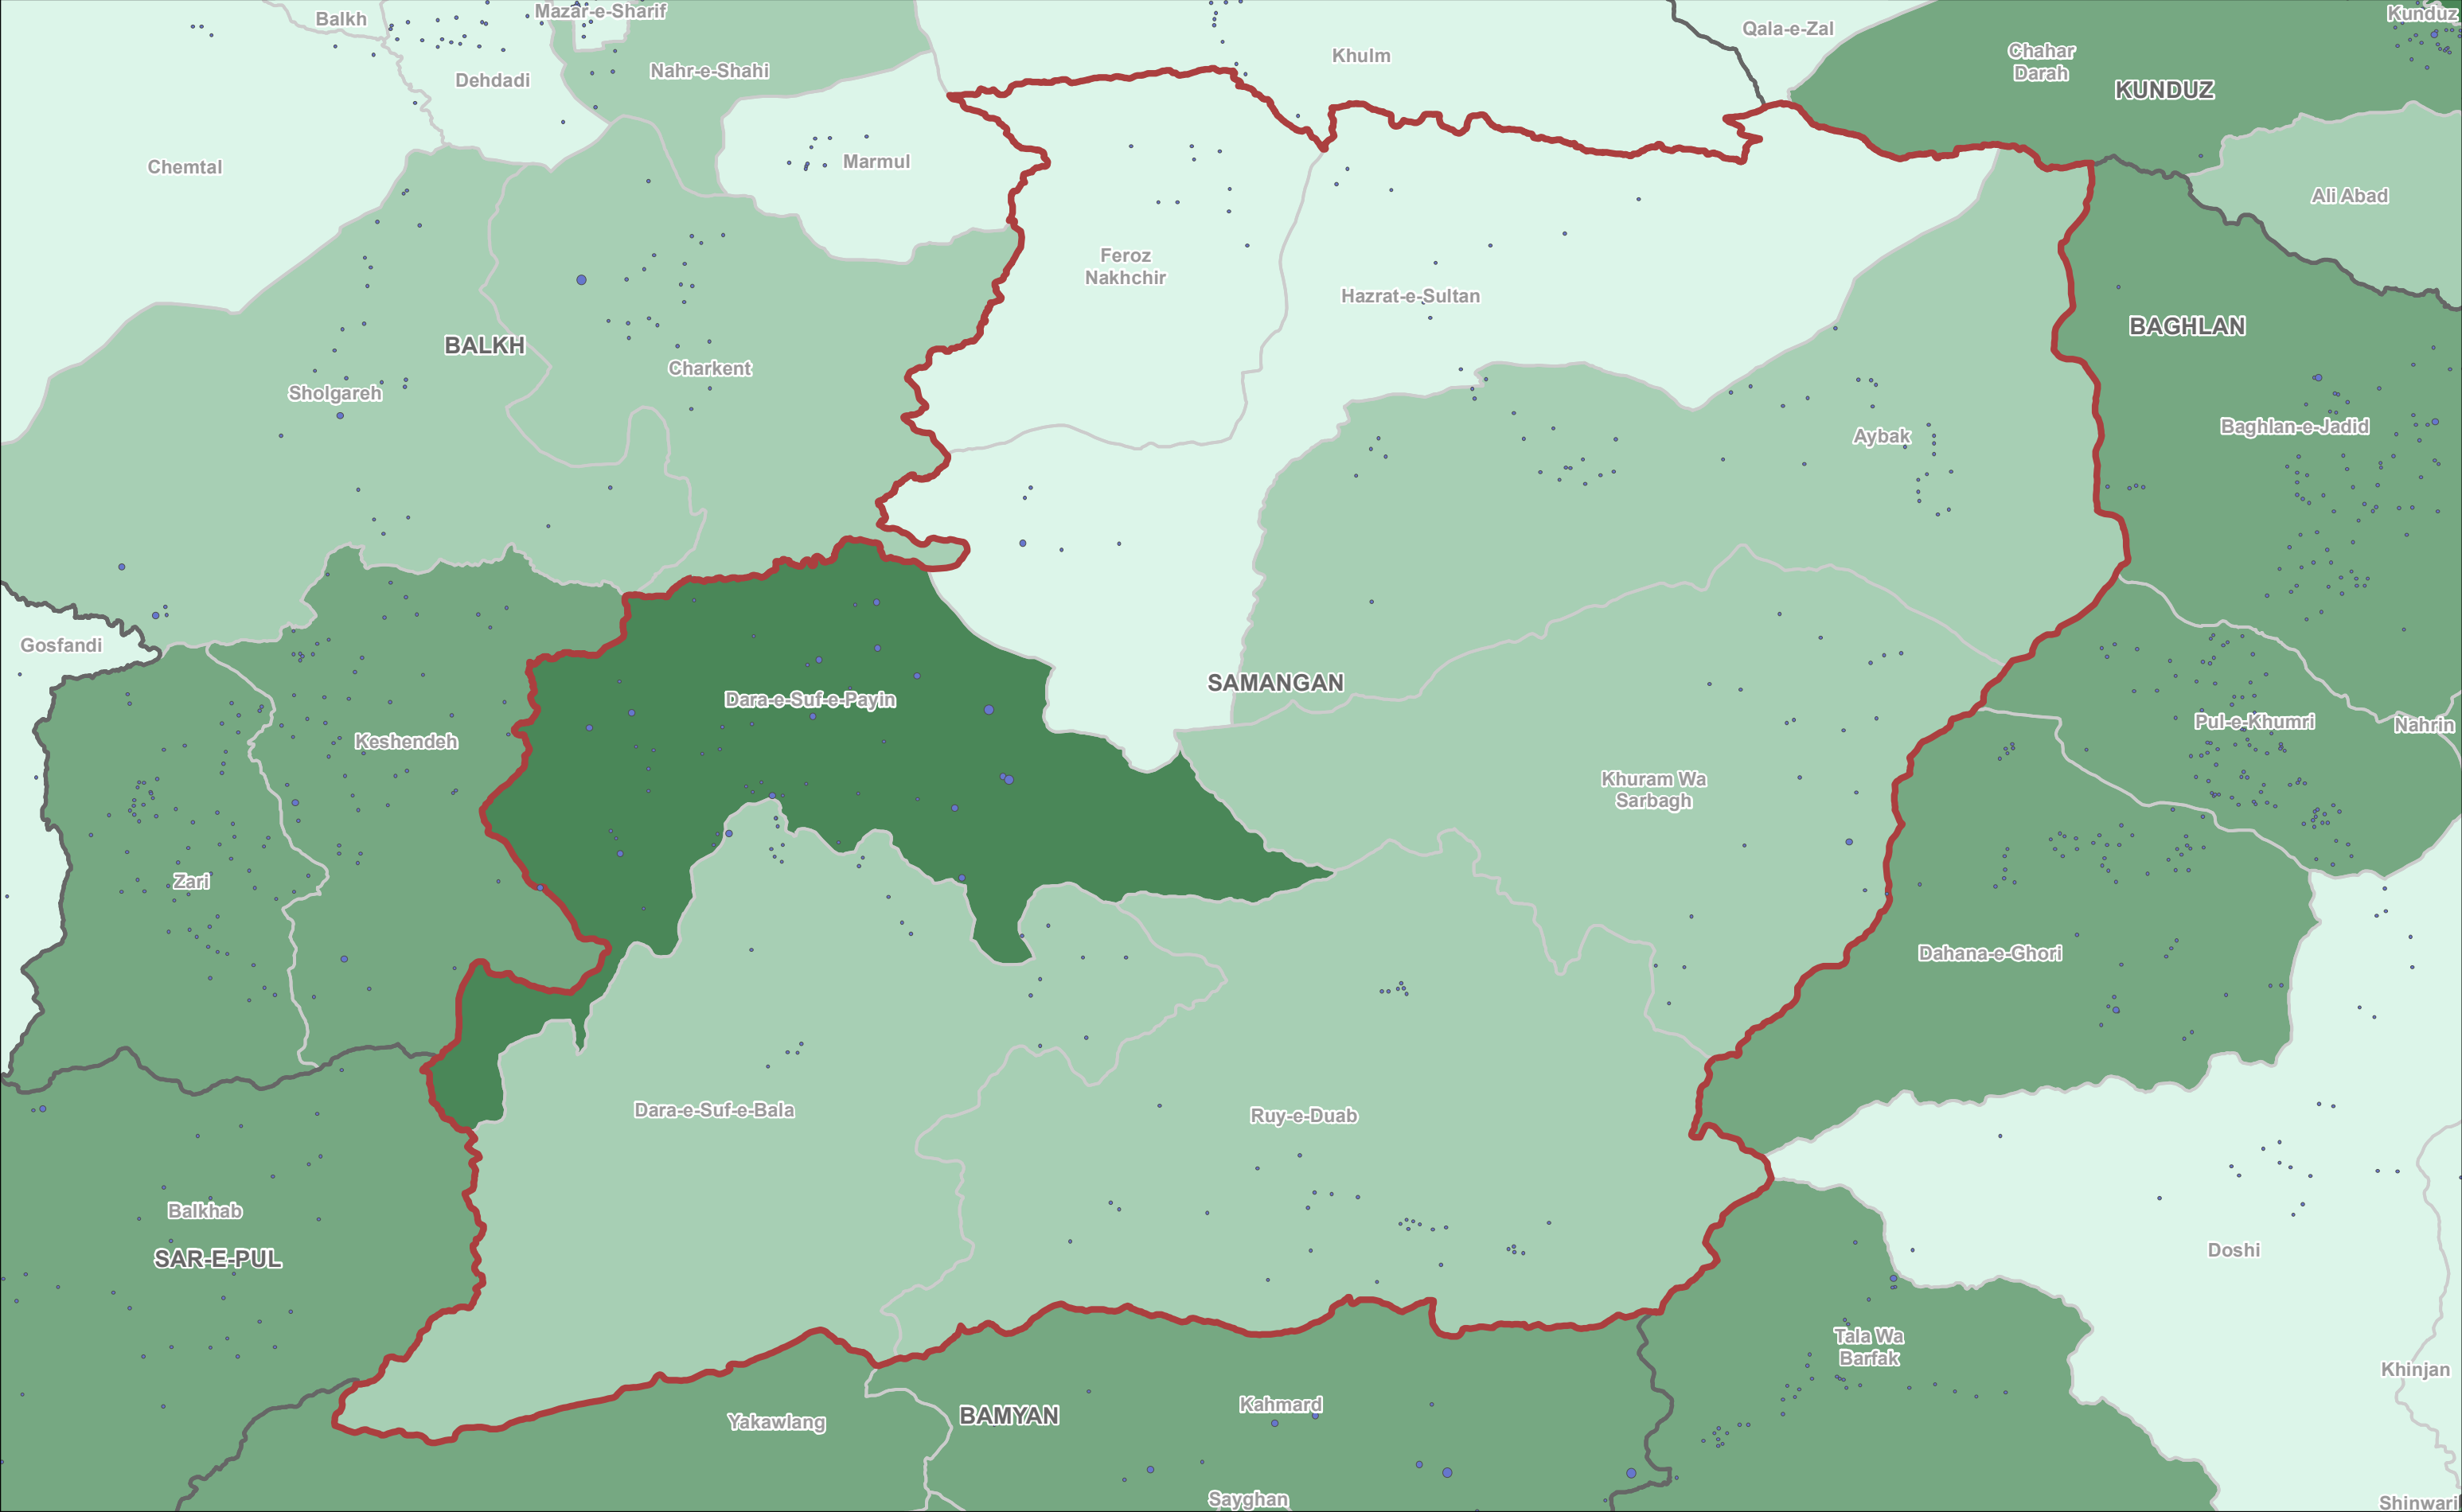 Balkh
Mazar-e-Sharif
Kunduz
Qala-e-Zal
Khulm
Chahar
Darah
Nahr-e-Shahi
Dehdadi
KUNDUZ
Marmul
Chemtal
Ali Abad
Feroz
Nakhchir
Hazrat-e-Sultan
BAGHLAN
BALKH
Charkent
Sholgareh
Baghlan-e-Jadid
Aybak
Gosfandi
SAMANGAN
Dara-e-Suf-e-Payin
Pul-e-Khumri
Nahrin
Keshendeh
Khuram Wa
Sarbagh
Zari
Dahana-e-Ghori
Dara-e-Suf-e-Bala
Ruy-e-Duab
Balkhab
SAR-E-PUL
Doshi
Tala Wa
Barfak
Khinjan
Kahmard
BAMYAN
Yakawlang
Sayghan
Shinwari